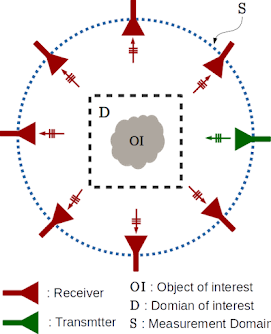 S
D
OI
: Receiver
OI : Object of interest
D : Domian of interest
: Transmtter
S : Measurement Domain